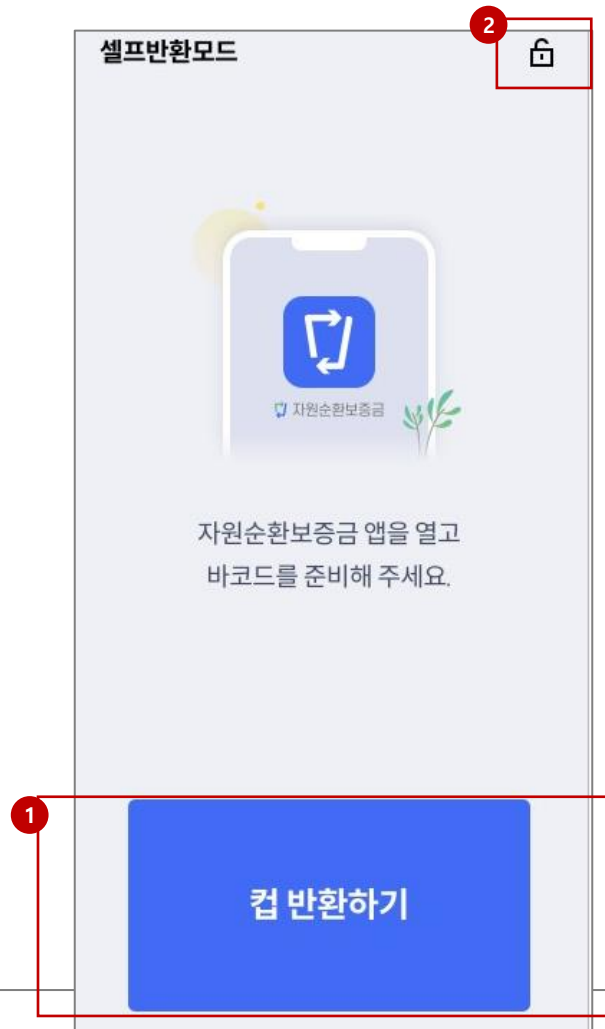 2
셀프반환모드
자원순환보증금
자원순환보증금 앱을 열고
바코드를 준비해 주세요.
1
컵 반환하기